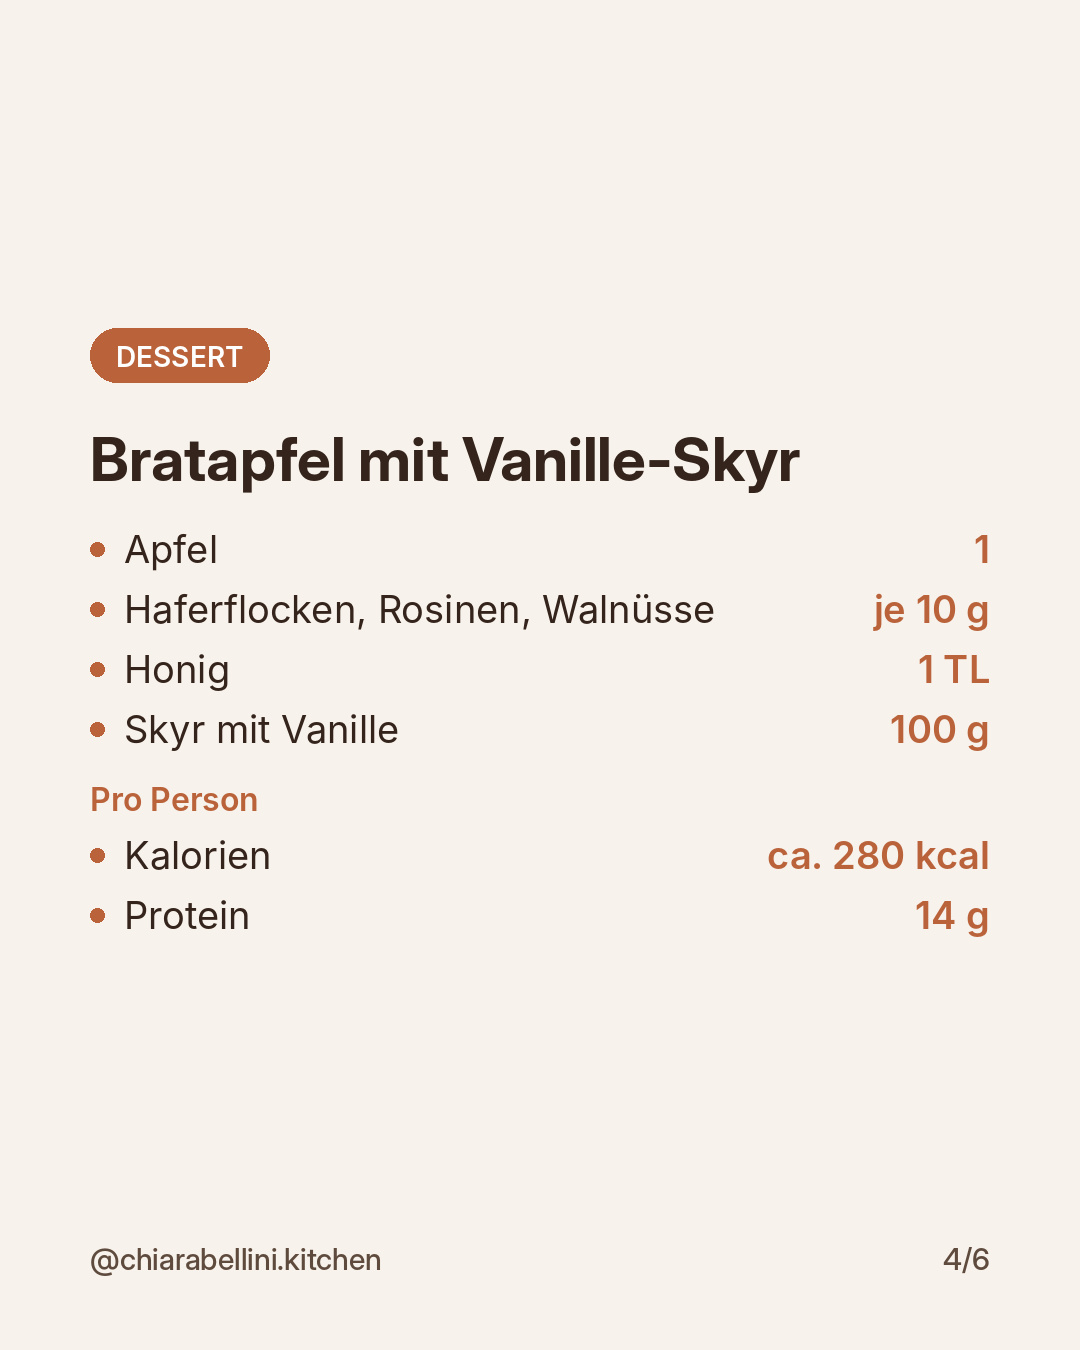 DESSERT
Bratapfel mit Vanille-Skyr
• Apfel 1
• Haferflocken, Rosinen, Walnüsse je 10 g
• Honig 1 TL
• Skyr mit Vanille 100 g
Pro Person
• Kalorien ca. 280 kcal
• Protein 14 g
@chiarabellini.kitchen 4/6